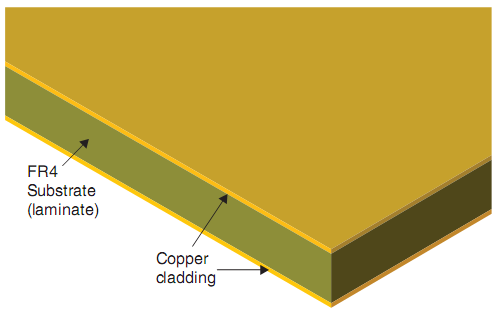 FR4
Substrate
(laminate)
Copper
cladding